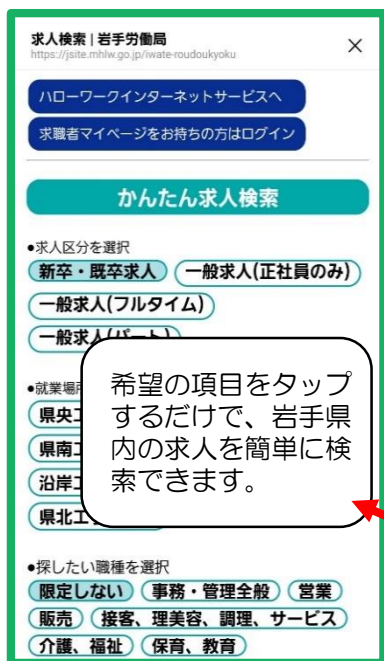 求人検索 | 岩手労働局
https://jsite.mhlw.go.jp/iwate-roudoukyoku
ハローワークインターネットサービスへ
求職者マイページをお持ちの方はログイン
かんたん求人検索
●求人区分を選択
新卒・既卒求人 一般求人(正社員のみ)
一般求人(フルタイム)
一般求人(パート)
●就業場所
県央
県南
沿岸
県北エ
希望の項目をタップ
するだけで、岩手県
内の求人を簡単に検
索できます。
●探したい職種を選択
限定しない 事務・管理全般 営業
販売 接客、理美容、調理、サービス
介護、福祉 保育、教育